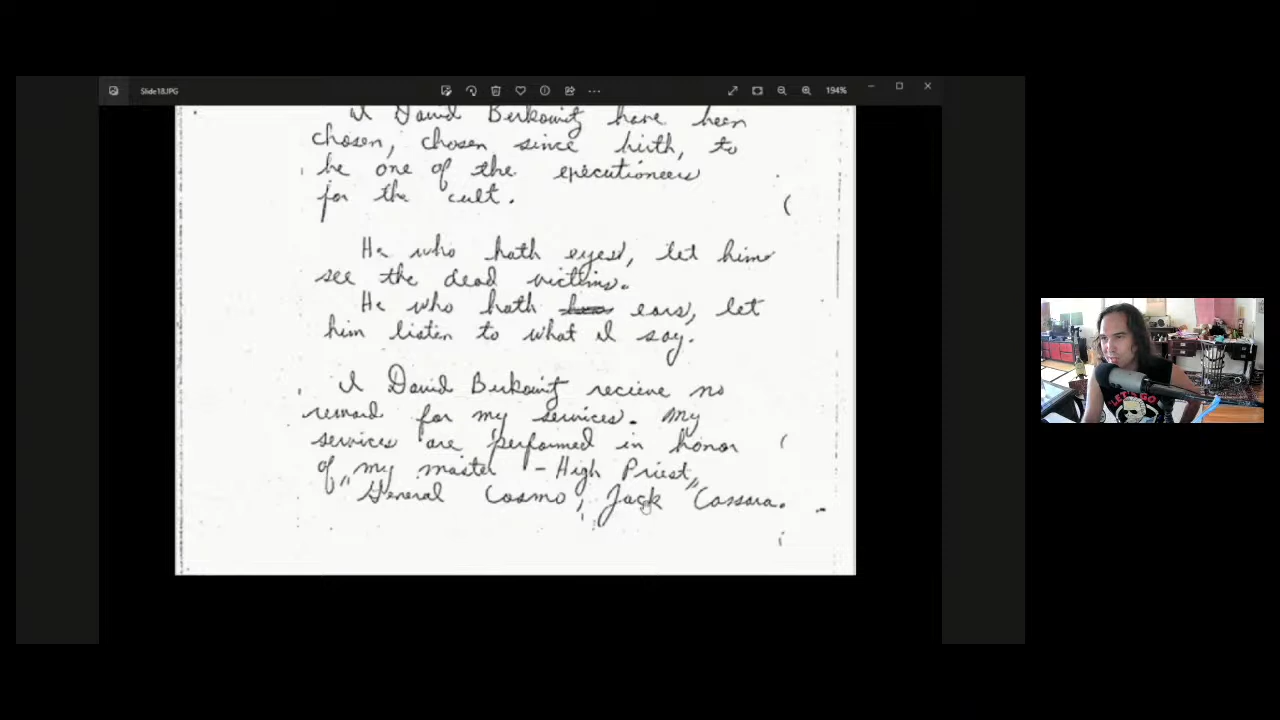 Slide18.JPG
194%
I David Berkowitz have been
chosen, chosen since birth, to
be one of the executioneers
for the cult.
He who hath eyes, let him
see the dead victims.
He who hath ears, let
him listen to what I say.
I David Berkowitz recieve no
reward for my services. My
services are performed in honor
of my master - High Priest,
"General Cosmo, Jack" Cassara.
LET'S GO